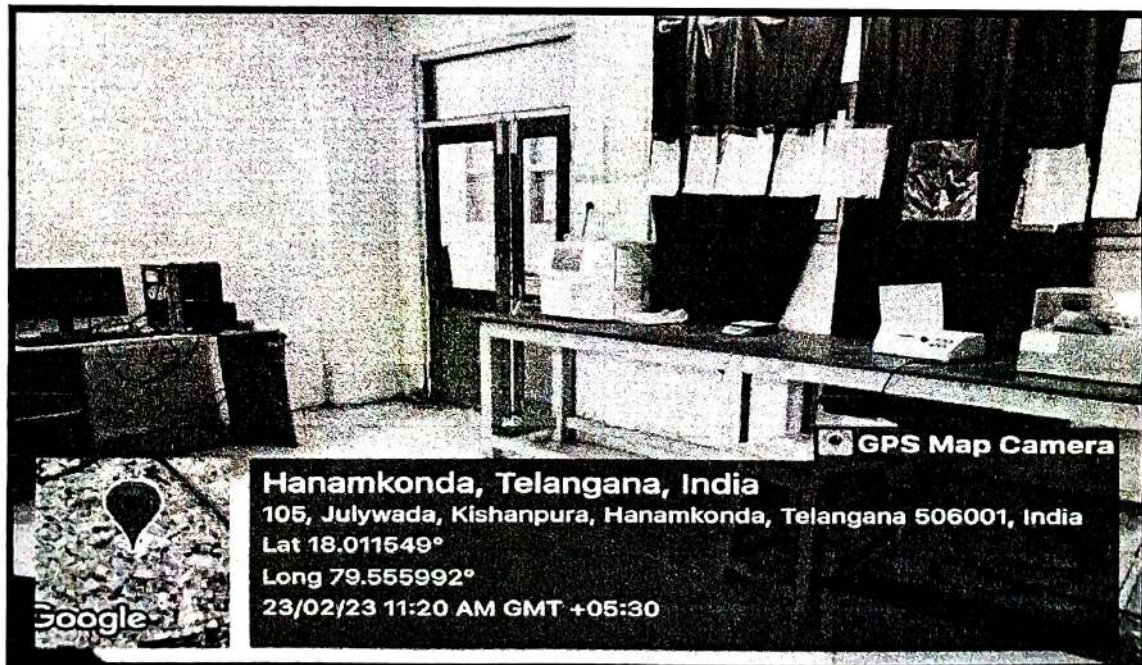 GPS Map Camera
Hanamkonda, Telangana, India
105, Julywada, Kishanpura, Hanamkonda, Telangana 506001, India
Lat 18.011549°
Long 79.555992°
23/02/23 11:20 AM GMT +05:30
Google